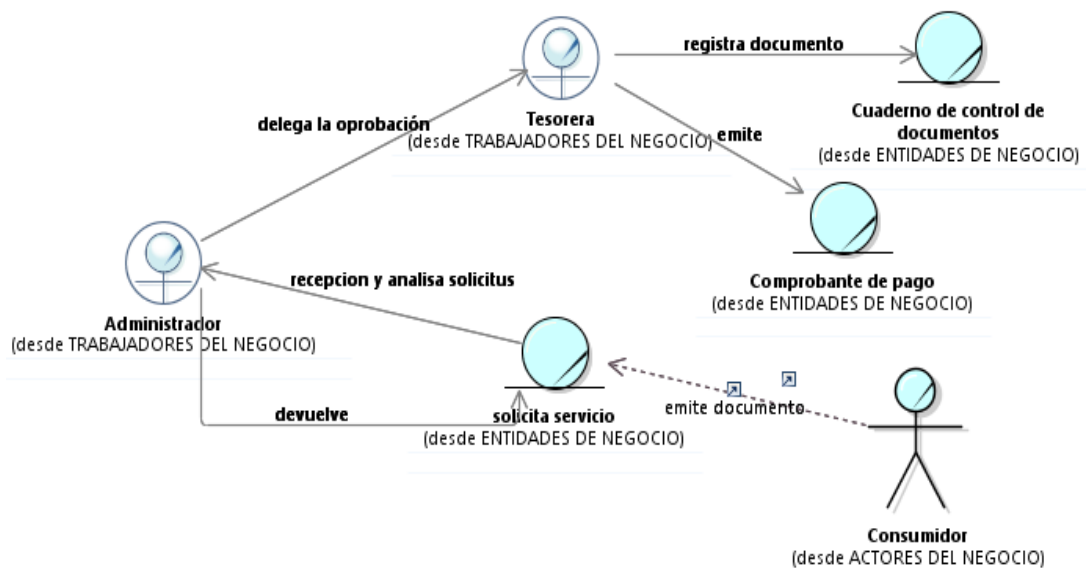 registra documento
Cuaderno de control de
documentos
(desde ENTIDADES DE NEGOCIO)
Tesorera
(desde TRABAJADORES DEL NEGOCIO)
delega la oprobación
emite
Comprobante de pago
(desde ENTIDADES DE NEGOCIO)
recepcion y analisa solicitus
Administrador
(desde TRABAJADORES DEL NEGOCIO)
devuelve
solicita servicio
(desde ENTIDADES DE NEGOCIO)
emite documento
Consumidor
(desde ACTORES DEL NEGOCIO)